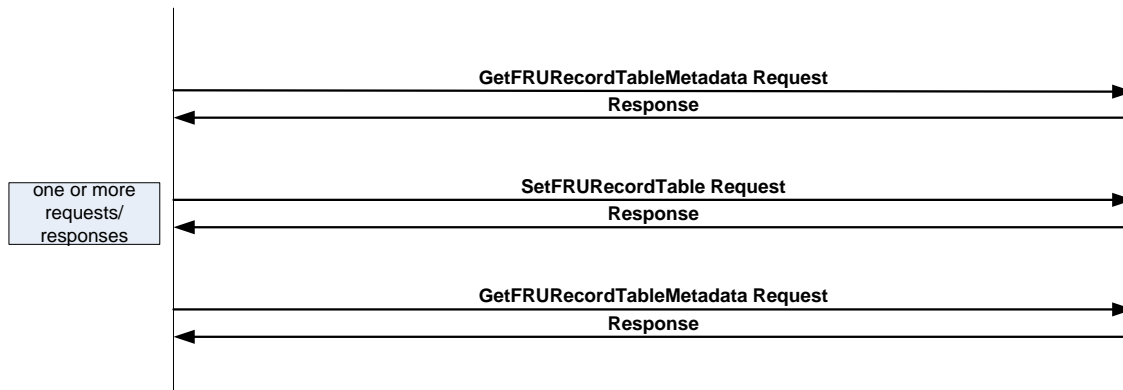 GetFRURecordTableMetadata Request
Response
one or more
requests/
responses
SetFRURecordTable Request
Response
GetFRURecordTableMetadata Request
Response